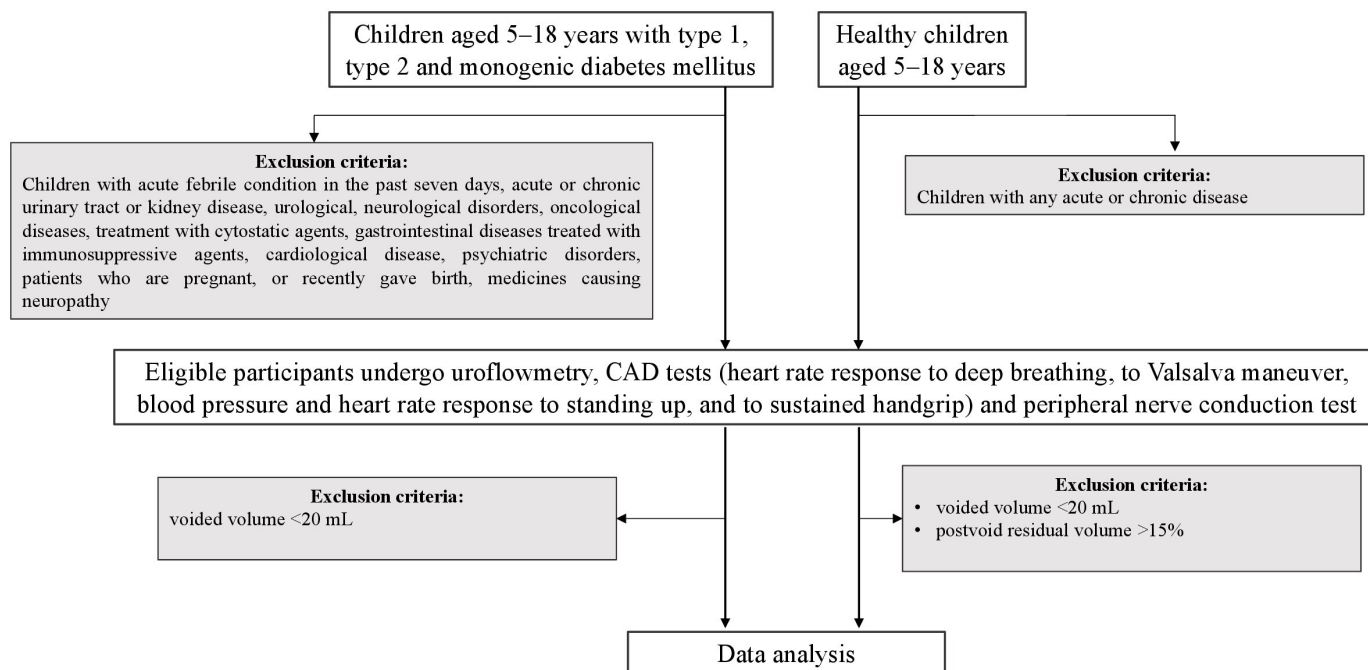 Children aged 5–18 years with type 1,
type 2 and monogenic diabetes mellitus
Healthy children
aged 5–18 years
Exclusion criteria:
Children with acute febrile condition in the past seven days, acute or chronic
urinary tract or kidney disease, urological, neurological disorders, oncological
diseases, treatment with cytostatic agents, gastrointestinal diseases treated with
immunosuppressive agents, cardiological disease, psychiatric disorders,
patients who are pregnant, or recently gave birth, medicines causing
neuropathy
Exclusion criteria:
Children with any acute or chronic disease
Eligible participants undergo uroflowmetry, CAD tests (heart rate response to deep breathing, to Valsalva maneuver,
blood pressure and heart rate response to standing up, and to sustained handgrip) and peripheral nerve conduction test
Exclusion criteria:
voided volume <20 mL
Exclusion criteria:
• voided volume <20 mL
• postvoid residual volume >15%
Data analysis